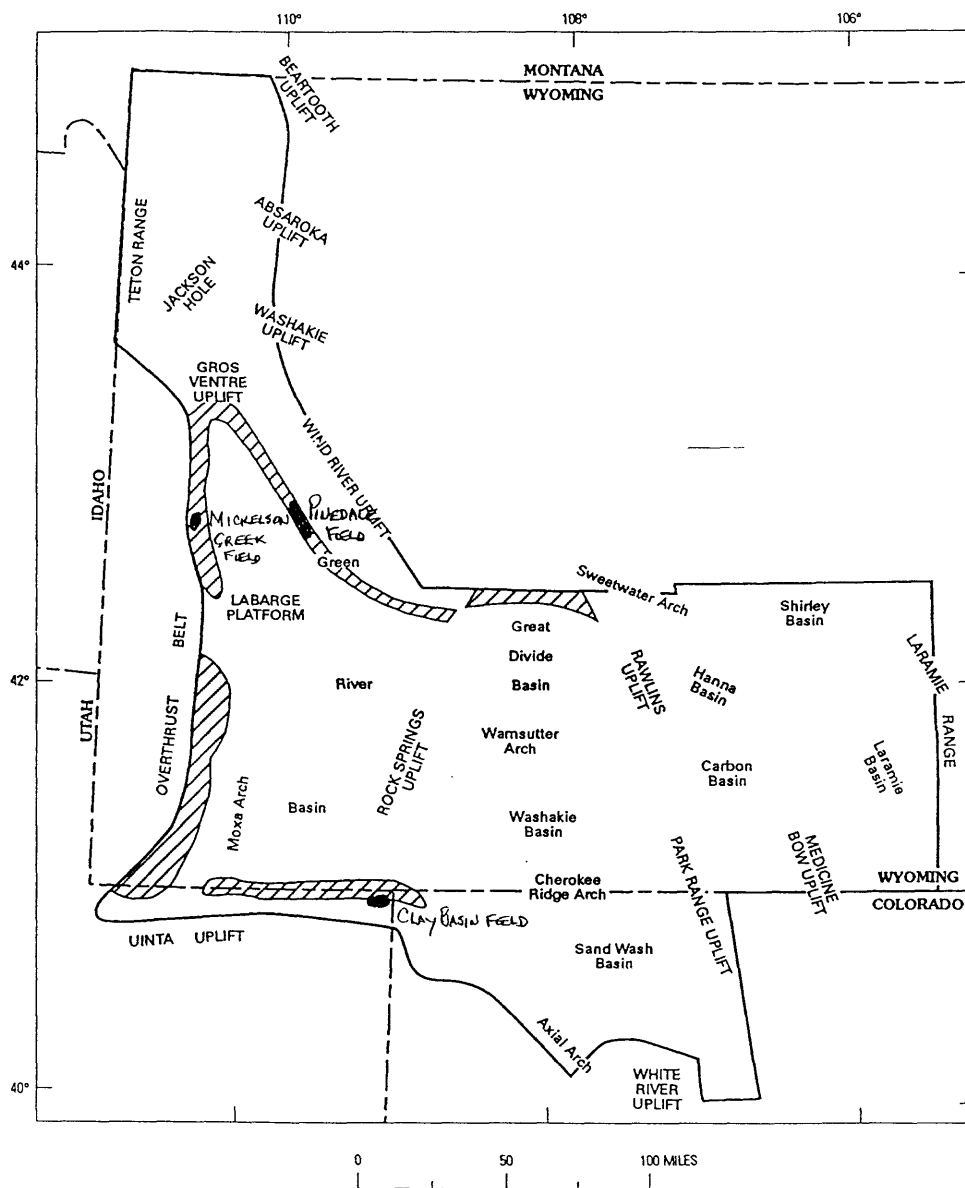 110°
108°
106°
MONTANA
WYOMING
BEARTOOTH
UPLIFT
ABSAROKA
UPLIFT
TETON RANGE
44°
JACKSON
HOLE
WASHAKIE
UPLIFT
GROS
VENTRE
UPLIFT
WIND RIVER UPLIFT
IDAHO
MICKELSON
CREEK
FIELD
PINEDALE
FIELD
Green
Sweetwater Arch
LABARGE
PLATFORM
Shirley
Basin
Great
Divide
Basin
BELT
OVERTHRUST
42°
River
RAWLINS
UPLIFT
Hanna
Basin
LARAMIE
RANGE
UTAH
Wamsutter
Arch
ROCK SPRINGS
UPLIFT
Carbon
Basin
Laramie
Basin
Moxa Arch
Basin
Washakie
Basin
PARK RANGE UPLIFT
MEDICINE
BOW UPLIFT
Cherokee
Ridge Arch
WYOMING
COLORADO
CLAY BASIN FIELD
UINTA UPLIFT
Sand Wash
Basin
Axial Arch
40°
WHITE
RIVER
UPLIFT
0 50 100 MILES